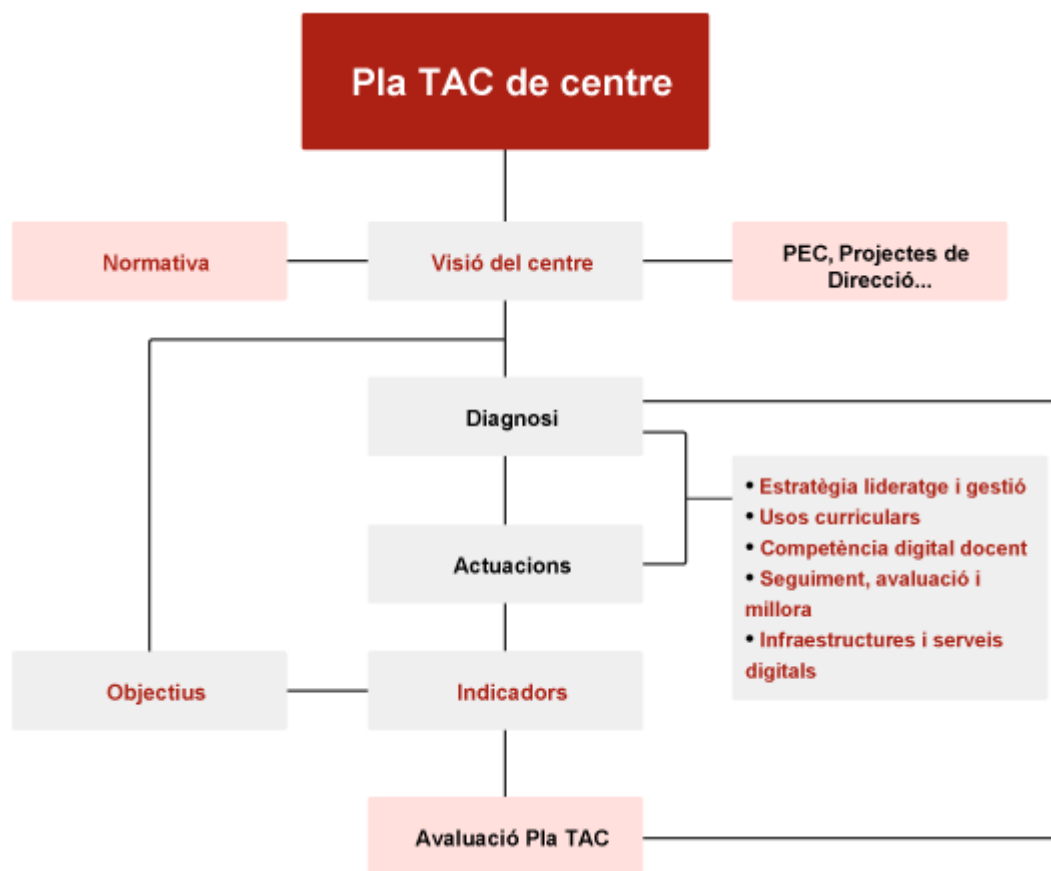 Pla TAC de centre
Normativa
Visió del centre
PEC, Projectes de
Direcció...
Diagnosi
• Estratègia lideratge i gestió
• Usos curriculars
• Competència digital docent
• Seguiment, avaluació i
millora
• Infraestructures i serveis
digitals
Actuacions
Objectius
Indicadors
Avaluació Pla TAC